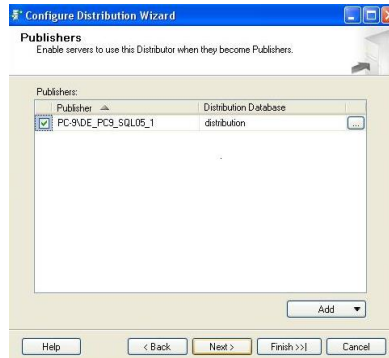 Configure Distribution Wizard
Publishers
Enable servers to use this Distributor when they become Publishers.
Publishers:
Publisher Distribution Database
PC-9\DE_PC9_SQL05_1 distribution ...
Add
Help < Back Next > Finish >>| Cancel